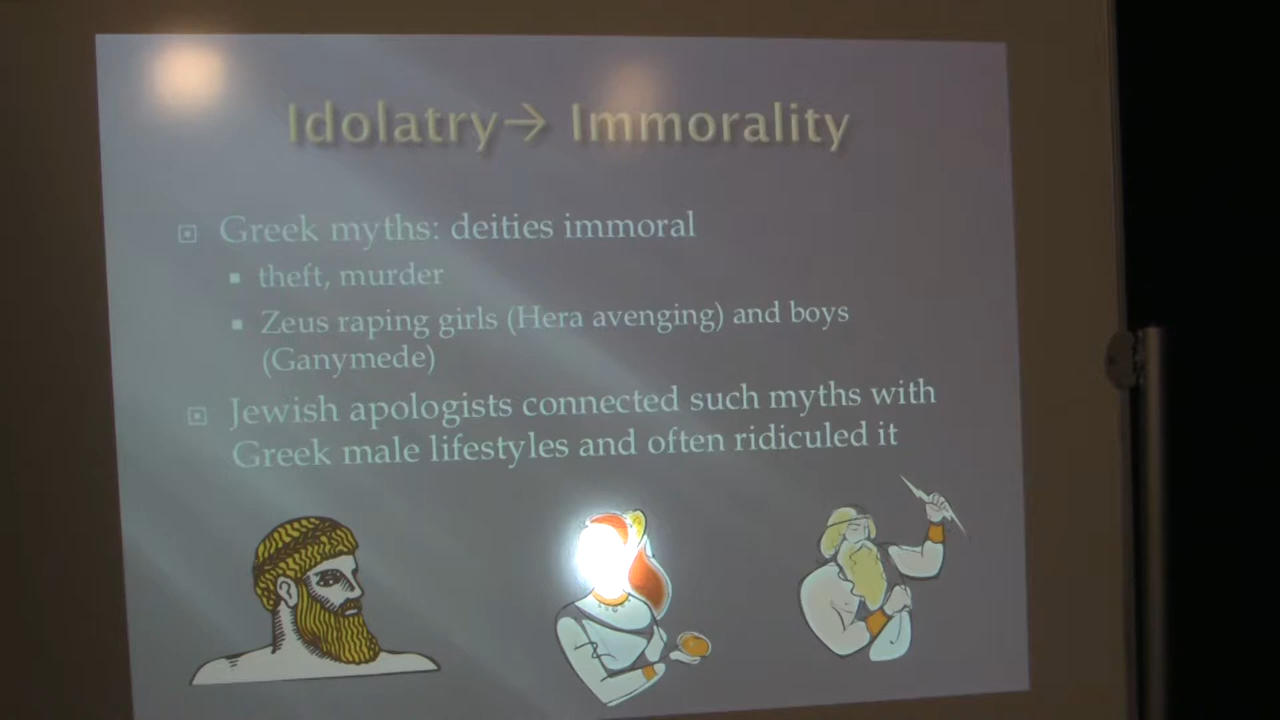 Idolatry→ Immorality
Greek myths: deities immoral
theft, murder
Zeus raping girls (Hera avenging) and boys
(Ganymede)
Jewish apologists connected such myths with
Greek male lifestyles and often ridiculed it